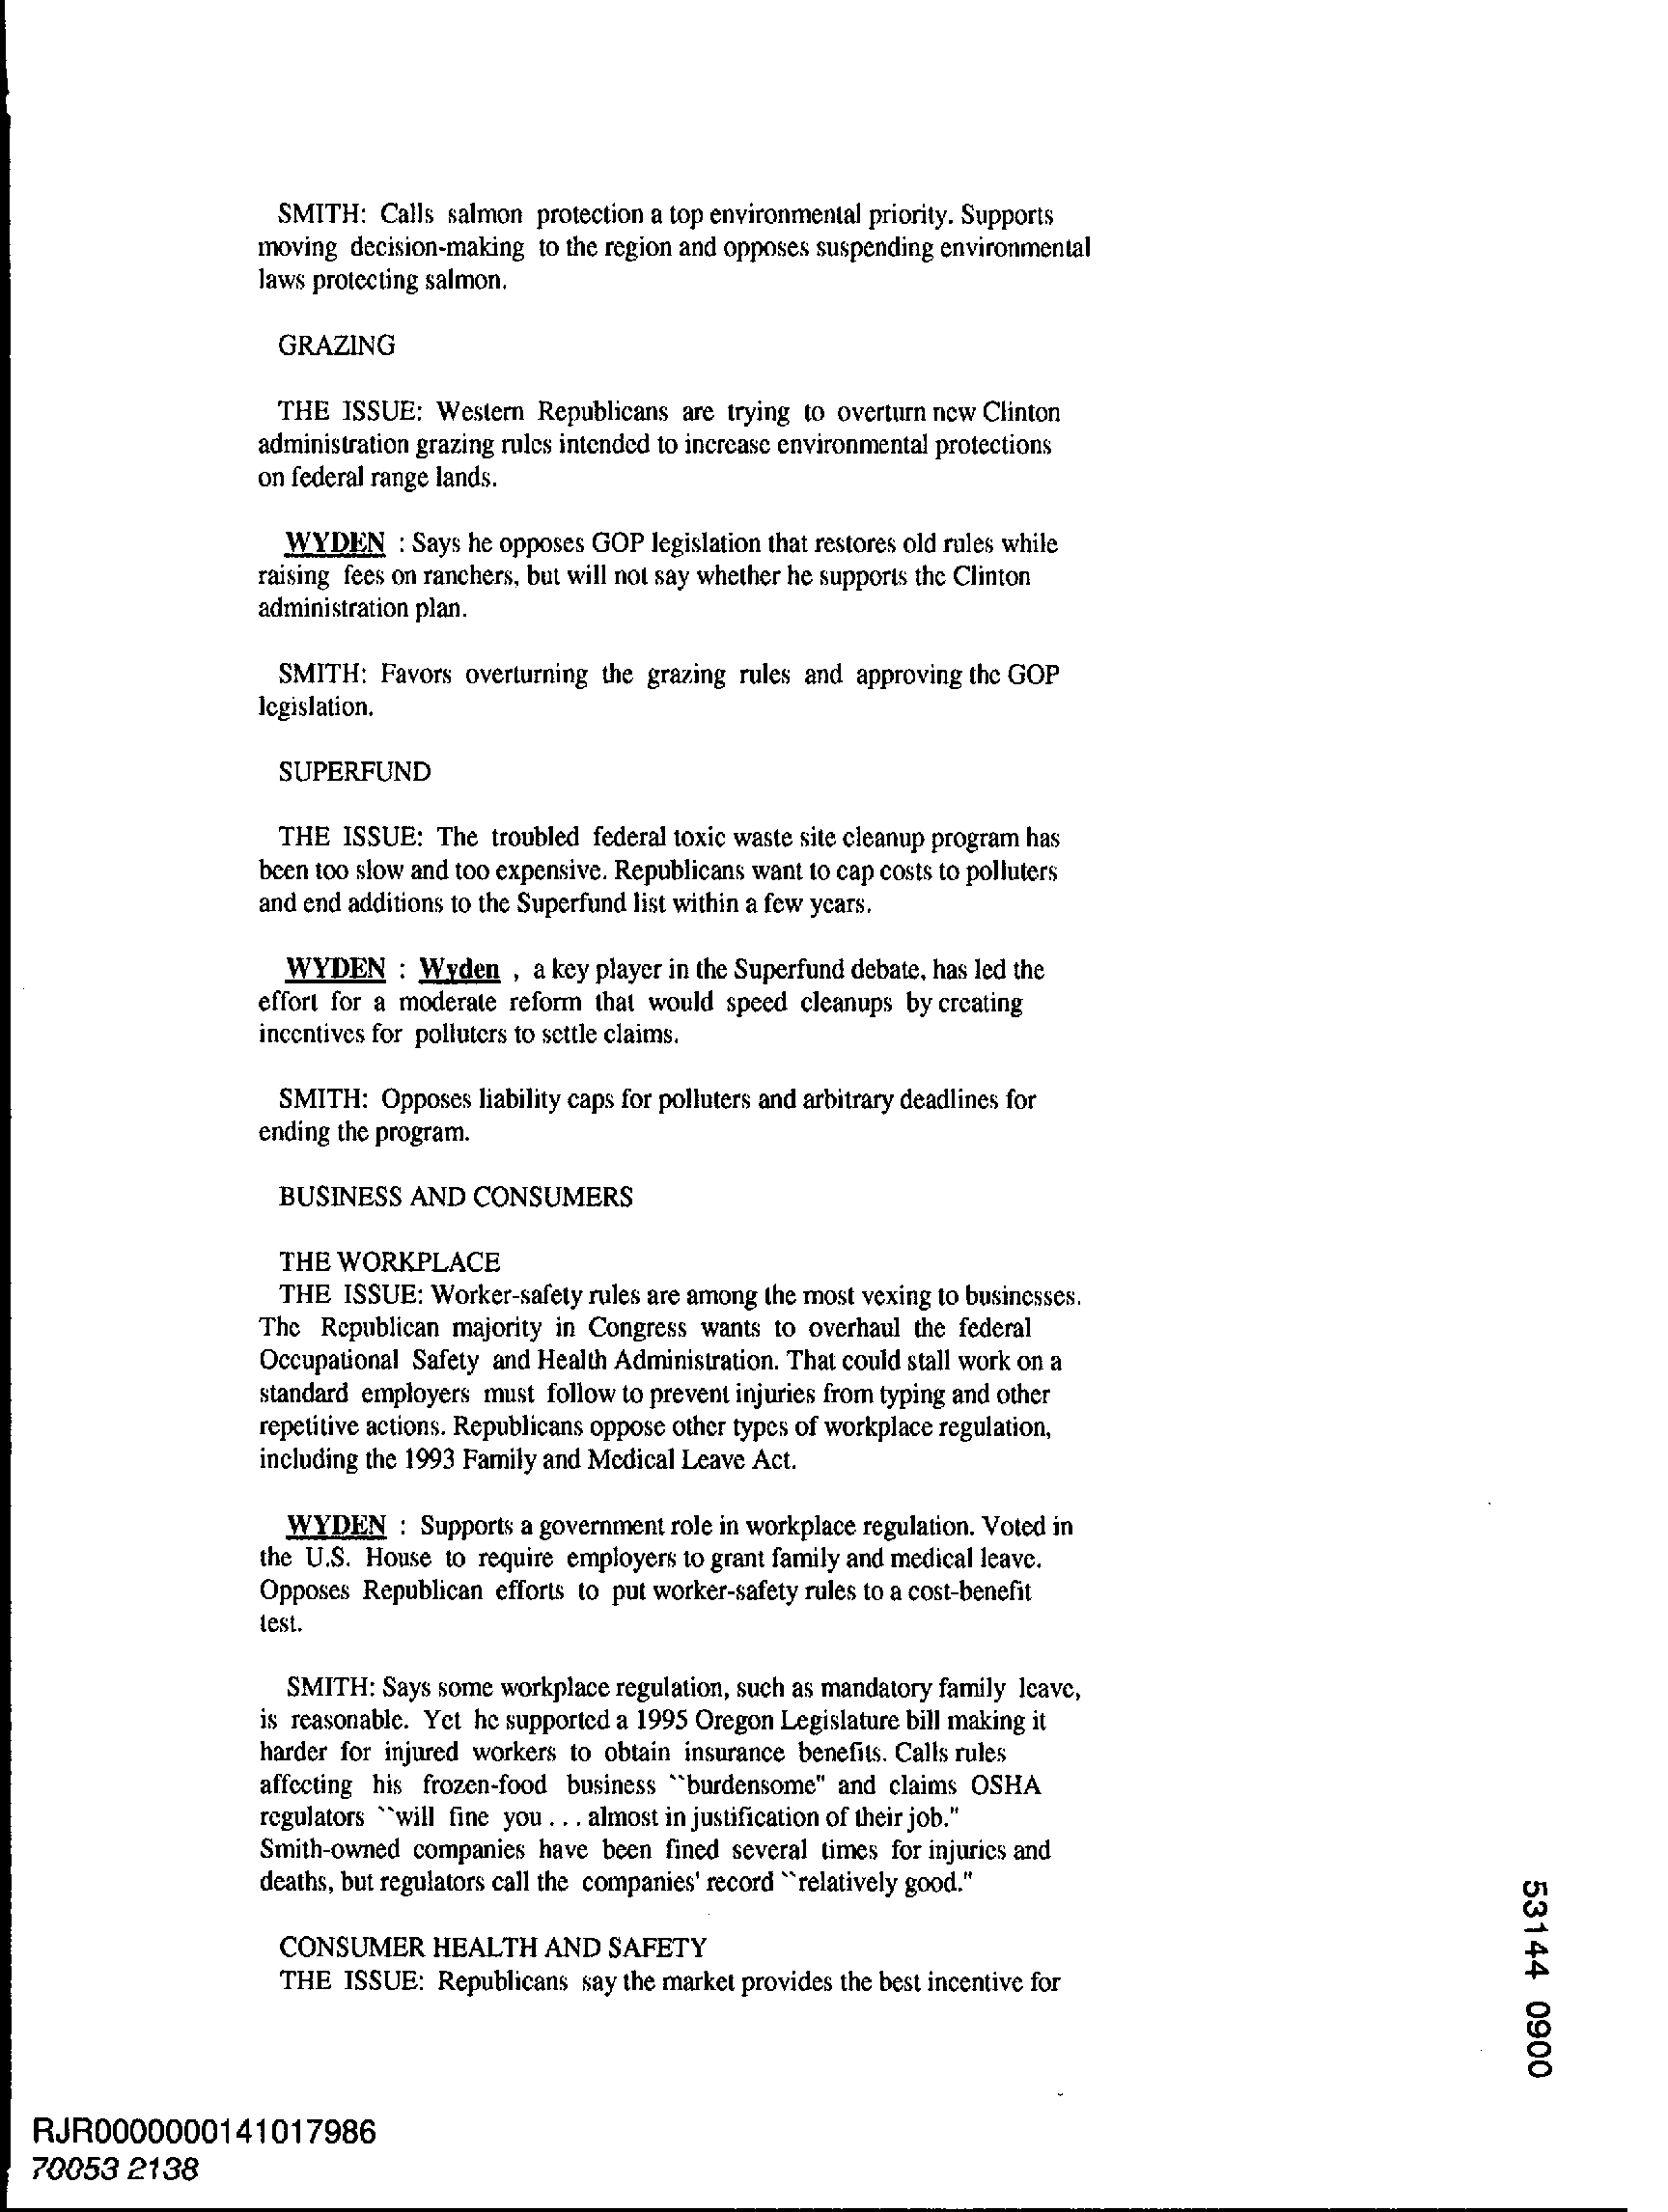 SMITH: Calls salmon protection a top environmental priority. Supports
moving decision-making to the region and opposes suspending environmental
laws protecting salmon.
GRAZING
THE ISSUE: Western Republicans are trying to overturn new Clinton
administration grazing rules intended to increase environmental protections
on federal range lands.
WYDEN : Says he opposes GOP legislation that restores old rules while
raising fees on ranchers, but will not say whether he supports the Clinton
administration plan.
SMITH: Favors overturning the grazing rules and approving the GOP
legislation.
SUPERFUND
THE ISSUE: The troubled federal toxic waste site cleanup program has
been too slow and too expensive. Republicans want to cap costs to polluters
and end additions to the Superfund list within a few years.
WYDEN : Wyden , a key player in the Superfund debate, has led the
effort for a moderate reform that would speed cleanups by creating
incentives for polluters to settle claims.
SMITH: Opposes liability caps for polluters and arbitrary deadlines for
ending the program.
BUSINESS AND CONSUMERS
THE WORKPLACE
THE ISSUE: Worker-safety rules are among the most vexing to businesses.
The Republican majority in Congress wants to overhaul the federal
Occupational Safety and Health Administration. That could stall work on a
standard employers must follow to prevent injuries from typing and other
repetitive actions. Republicans oppose other types of workplace regulation,
including the 1993 Family and Medical Leave Act.
WYDEN : Supports a government role in workplace regulation. Voted in
the U.S. House to require employers to grant family and medical leave.
Opposes Republican efforts to put worker-safety rules to a cost-benefit
test.
SMITH: Says some workplace regulation, such as mandatory family leave,
is reasonable. Yet he supported a 1995 Oregon Legislature bill making it
harder for injured workers to obtain insurance benefits. Calls rules
affecting his frozen-food business ``burdensome" and claims OSHA
regulators ``will fine you . . . almost in justification of their job."
Smith-owned companies have been fined several times for injuries and
deaths, but regulators call the companies' record ``relatively good."
CONSUMER HEALTH AND SAFETY
THE ISSUE: Republicans say the market provides the best incentive for
53144 0900
RJR0000000141017986
70053 2138